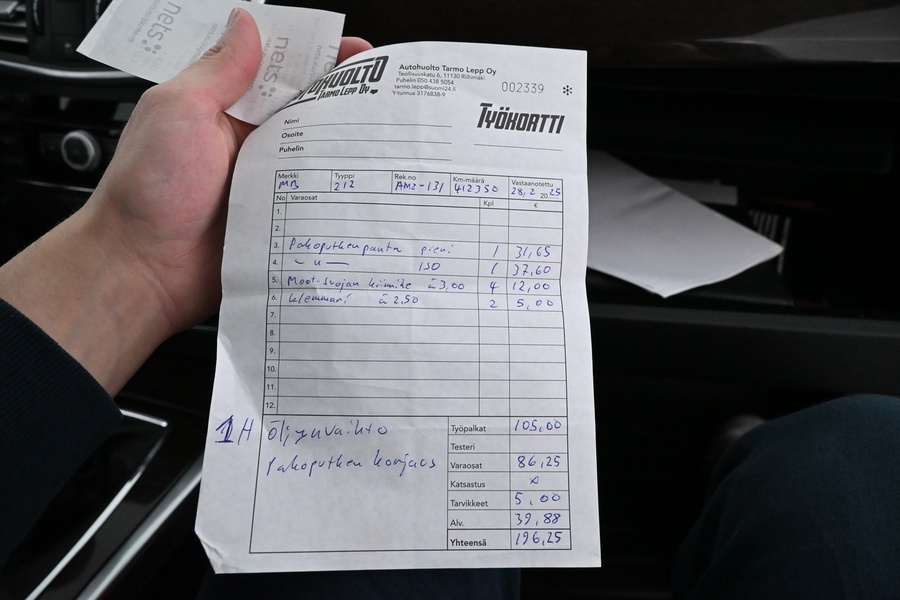 nets
nets
AUTOHUOLTO
TARMO LEPP OY
Autohuolto Tarmo Lepp Oy
Teollisuuskatu 6, 11130 Riihimäki
Puhelin 050 438 5054
tarmo.lepp@suomi24.fi
Y-tunnus 3176838-9
002339
TYÖKORTTI
Nimi
Osoite
Puhelin
Merkki Tyyppi Rek.no Km-määrä Vastaanotettu
MB 212 AMZ-131 412350 28,2 2025
No Varaosat Kpl €
1.
2.
3. Pakoputkenpanta pieni 1 31,65
4. – " – 150 1 37,60
5. Moot-suojan kiinnike á 3,00 4 12,00
6. klemmari á 2,50 2 5,00
7.
8.
9.
10.
11.
12.
1H öljynvaihto
Pakoputken korjaus
Työpalkat 105,00
Testeri
Varaosat 86,25
Katsastus
Tarvikkeet 5,00
Alv. 39,88
Yhteensä 196,25